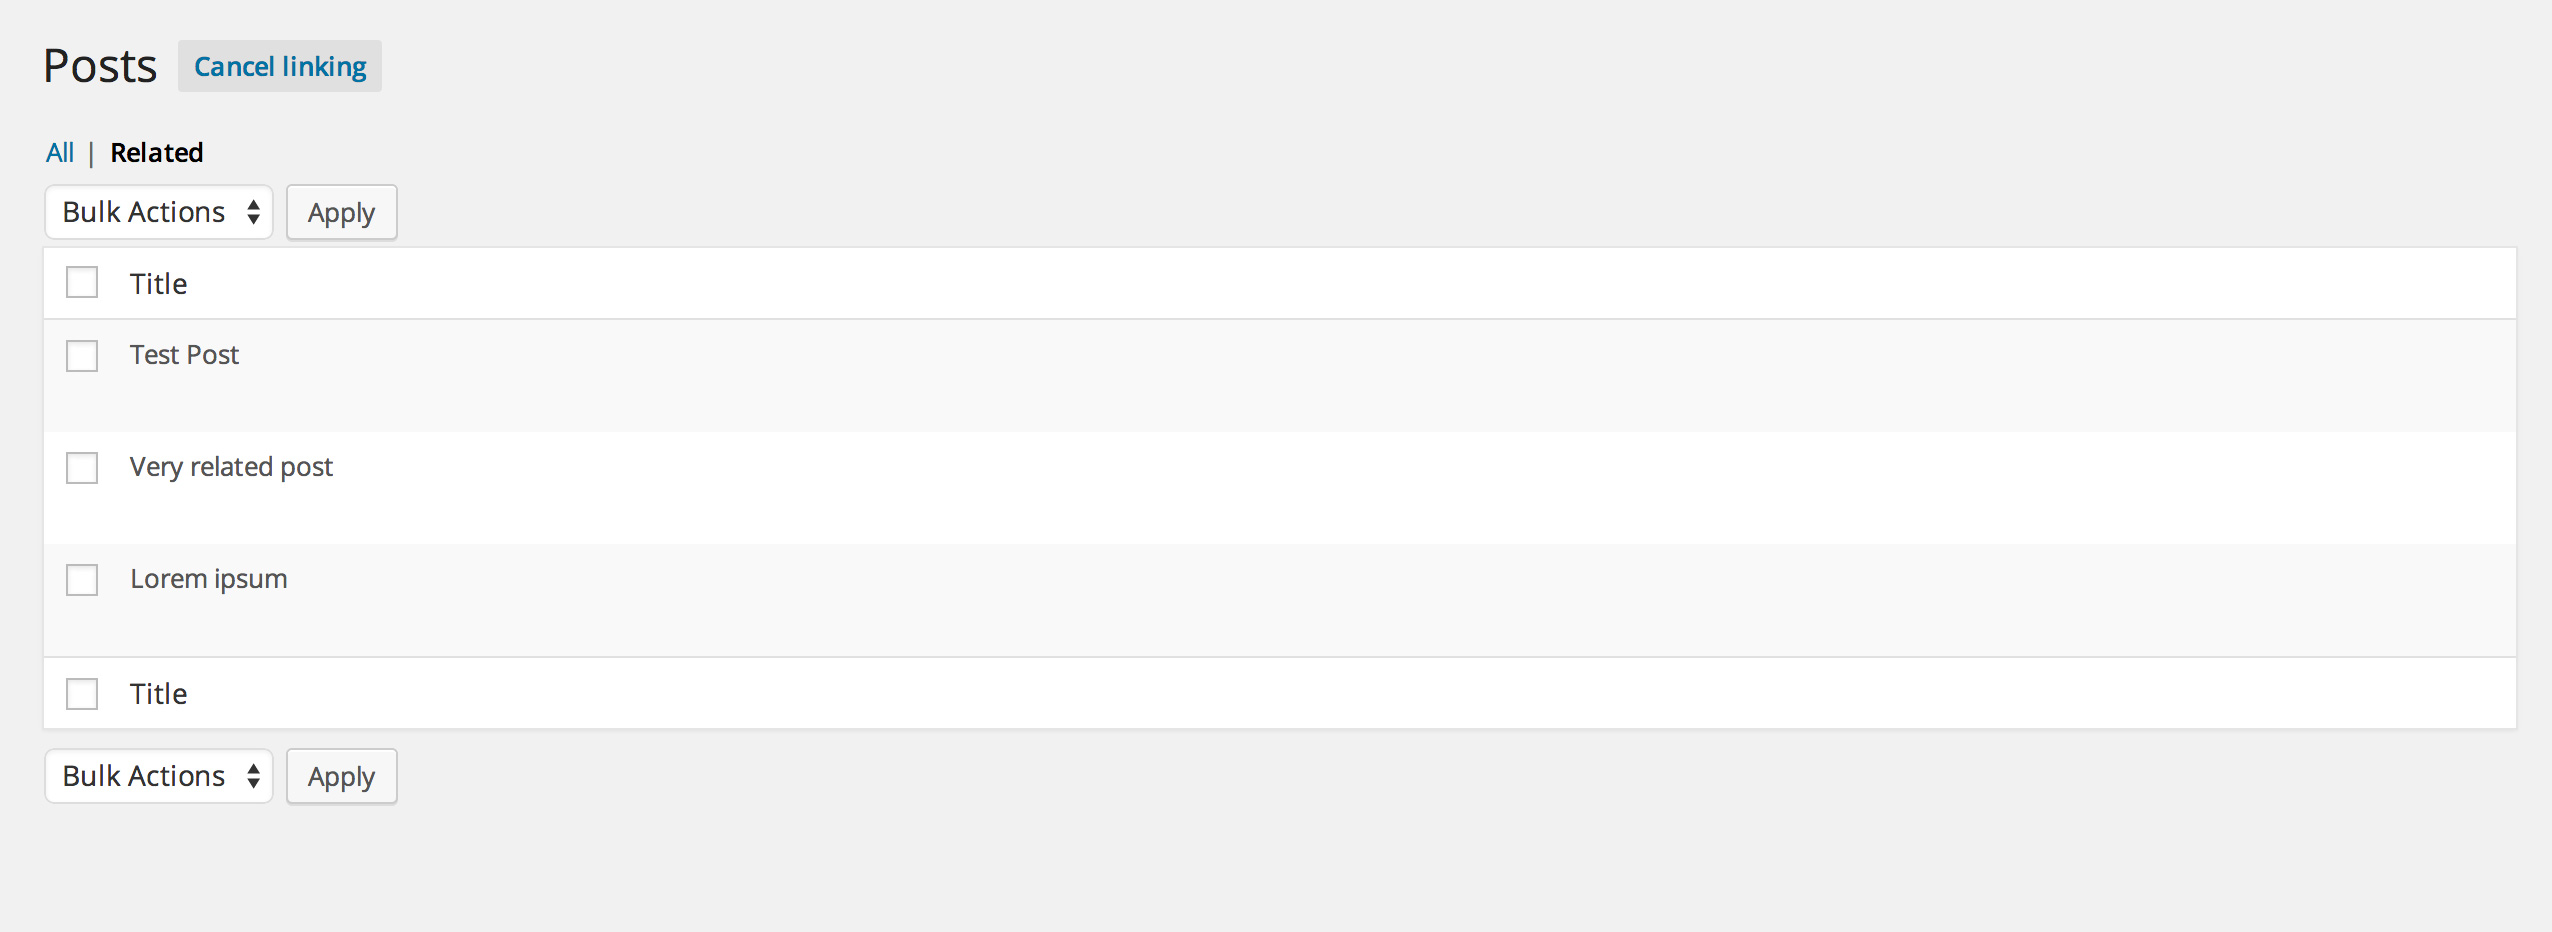 Posts Cancel linking
All | Related
Bulk Actions Apply
Title
Test Post
Very related post
Lorem ipsum
Title
Bulk Actions Apply